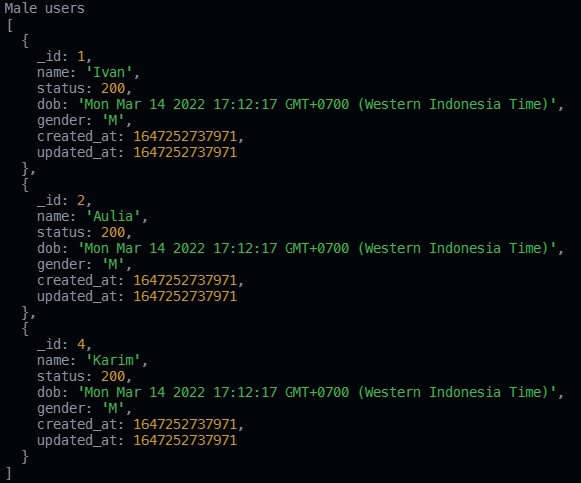 Male users
[
  {
    _id: 1,
    name: 'Ivan',
    status: 200,
    dob: 'Mon Mar 14 2022 17:12:17 GMT+0700 (Western Indonesia Time)',
    gender: 'M',
    created_at: 1647252737971,
    updated_at: 1647252737971
  },
  {
    _id: 2,
    name: 'Aulia',
    status: 200,
    dob: 'Mon Mar 14 2022 17:12:17 GMT+0700 (Western Indonesia Time)',
    gender: 'M',
    created_at: 1647252737971,
    updated_at: 1647252737971
  },
  {
    _id: 4,
    name: 'Karim',
    status: 200,
    dob: 'Mon Mar 14 2022 17:12:17 GMT+0700 (Western Indonesia Time)',
    gender: 'M',
    created_at: 1647252737971,
    updated_at: 1647252737971
  }
]